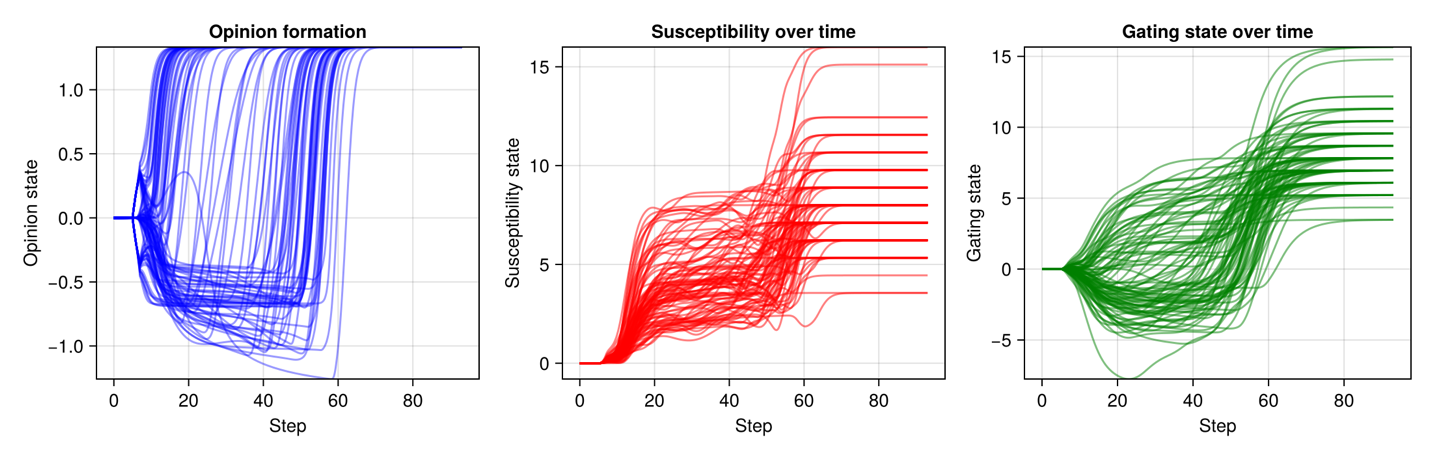 Opinion formation
Opinion state
1.0
0.5
0.0
−0.5
−1.0
0 20 40 60 80
Step
Susceptibility over time
Susceptibility state
15
10
5
0
0 20 40 60 80
Step
Gating state over time
Gating state
15
10
5
0
−5
0 20 40 60 80
Step